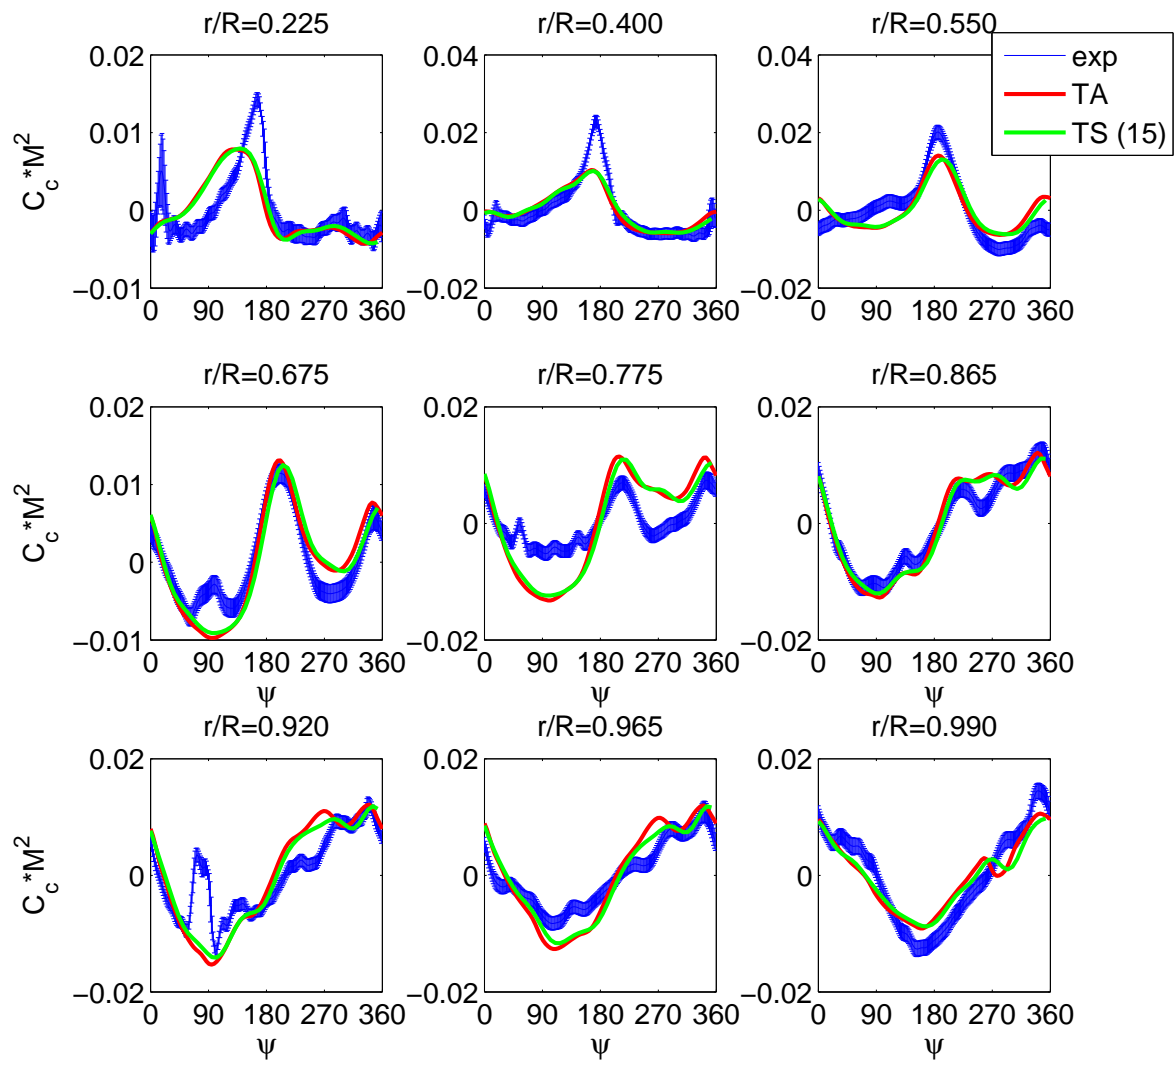 r/R=0.225 r/R=0.400 r/R=0.550
exp
TA
TS (15)
C_c*M^2
0.02 0.04 0.04
0.01 0.02 0.02
0 0 0
−0.01 −0.02 −0.02
0 90 180 270 360 0 90 180 270 360 0 90 180 270 360
r/R=0.675 r/R=0.775 r/R=0.865
C_c*M^2
0.02 0.02 0.02
0.01
0 0 0
−0.01 −0.02 −0.02
0 90 180 270 360 0 90 180 270 360 0 90 180 270 360
ψ ψ ψ
r/R=0.920 r/R=0.965 r/R=0.990
C_c*M^2
0.02 0.02 0.02
0 0 0
−0.02 −0.02 −0.02
0 90 180 270 360 0 90 180 270 360 0 90 180 270 360
ψ ψ ψ